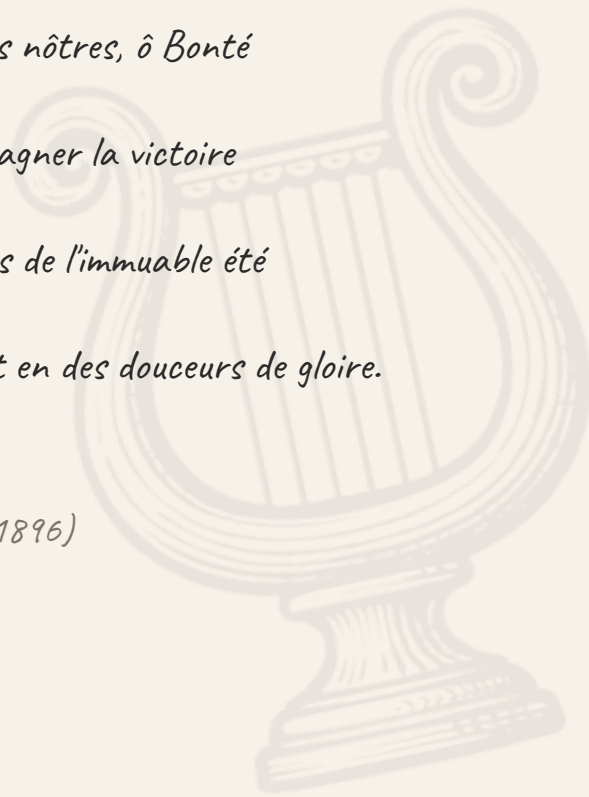 s nôtres, ô Bonté
agner la victoire
s de l'immuable été
t en des douceurs de gloire.
1896)